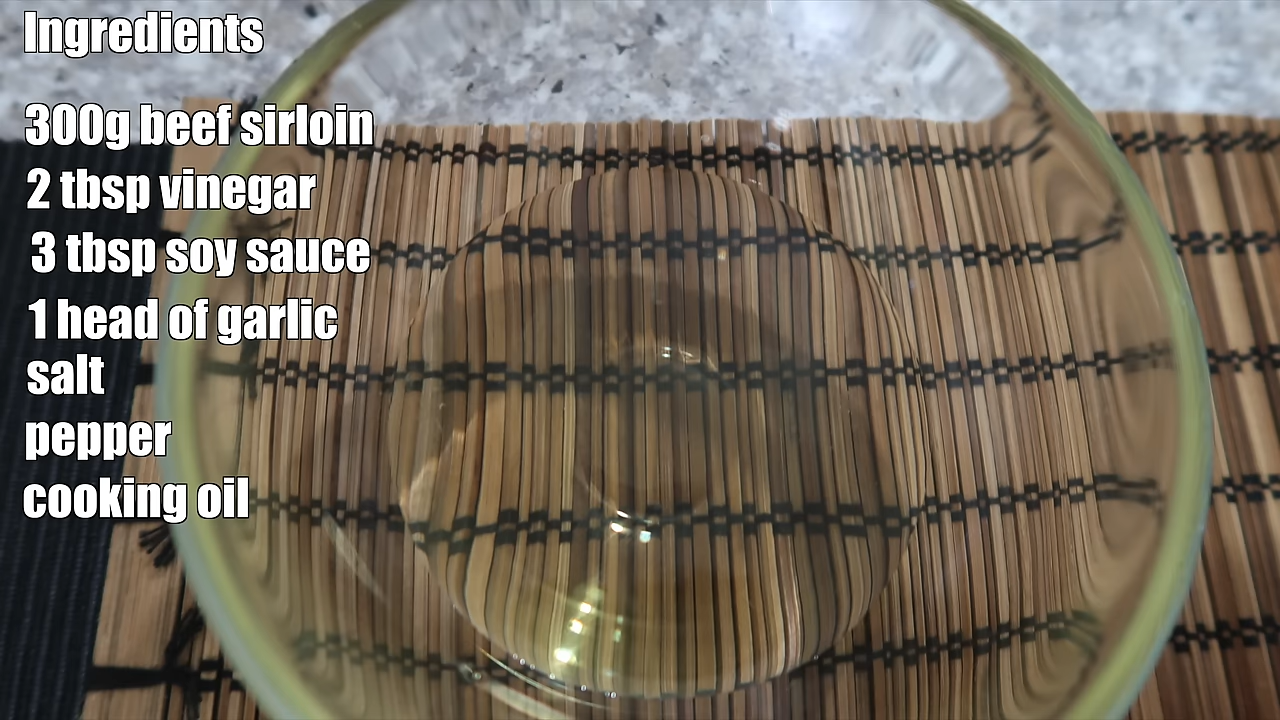 Ingredients
300g beef sirloin
2 tbsp vinegar
3 tbsp soy sauce
1 head of garlic
salt
pepper
cooking oil